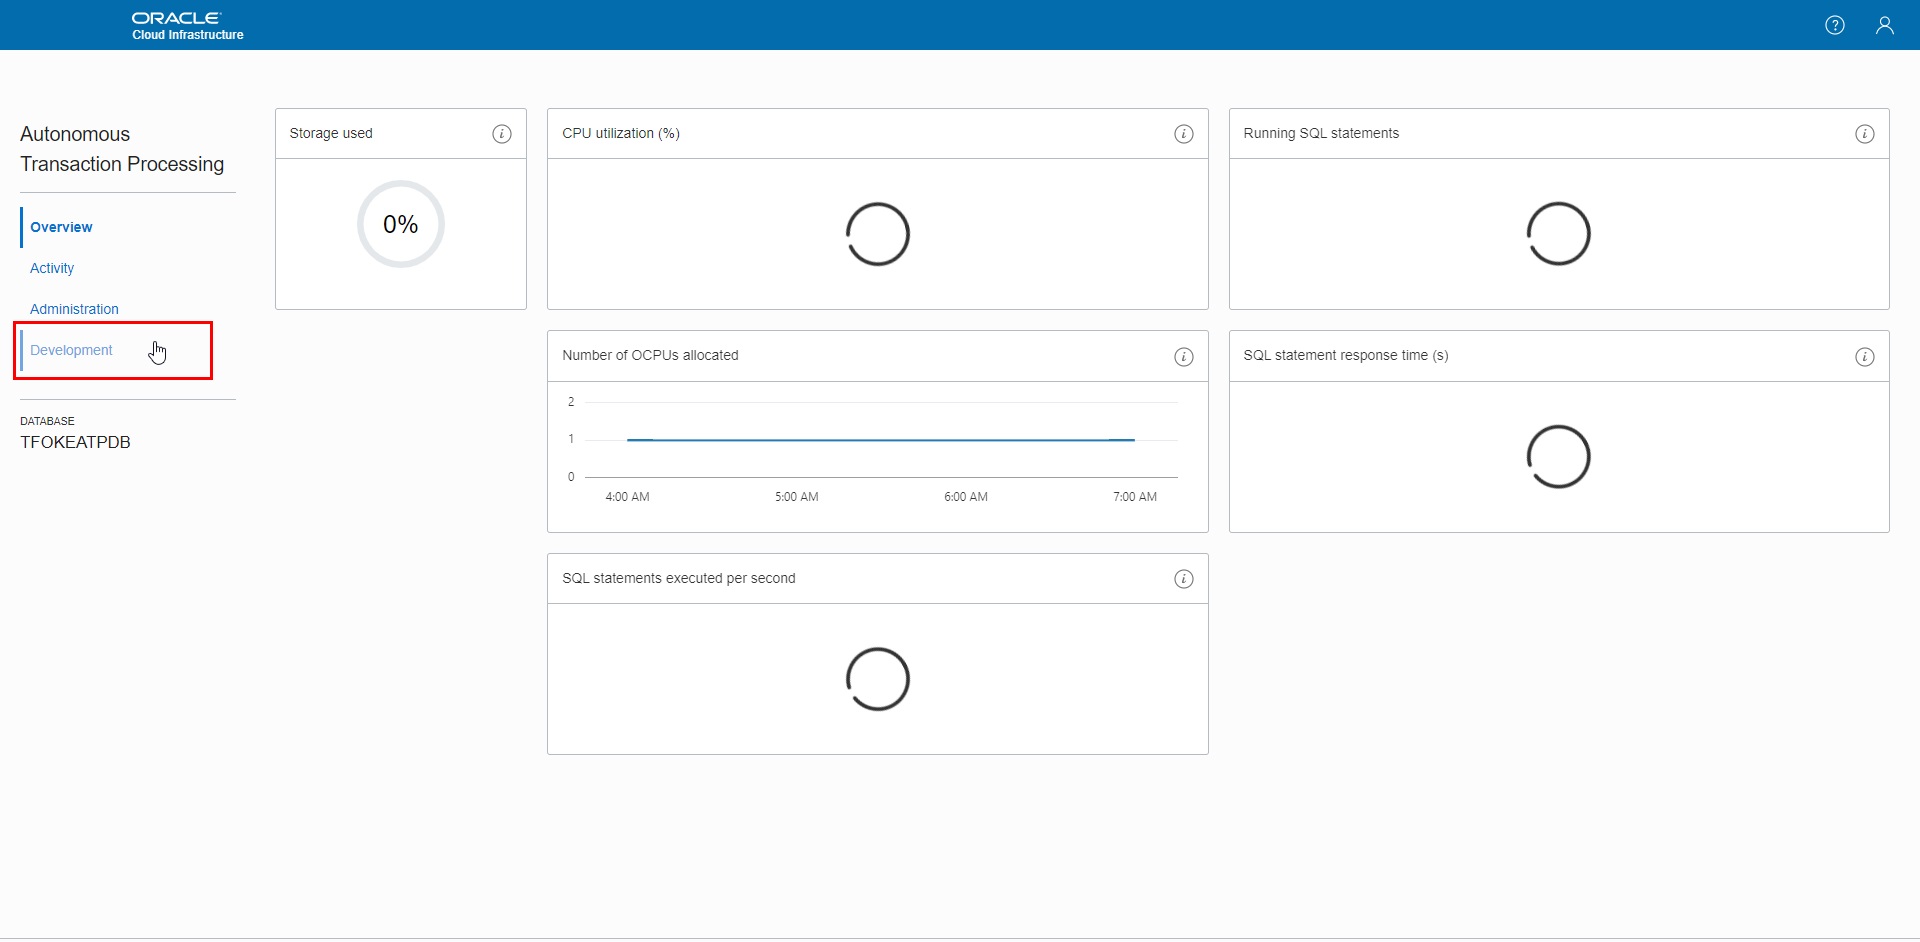 ORACLE
Cloud Infrastructure
Autonomous
Transaction Processing
Overview
Activity
Administration
Development
DATABASE
TFOKEATPDB
Storage used
0%
CPU utilization (%)
Running SQL statements
Number of OCPUs allocated
2
1
0
4:00 AM 5:00 AM 6:00 AM 7:00 AM
SQL statement response time (s)
SQL statements executed per second